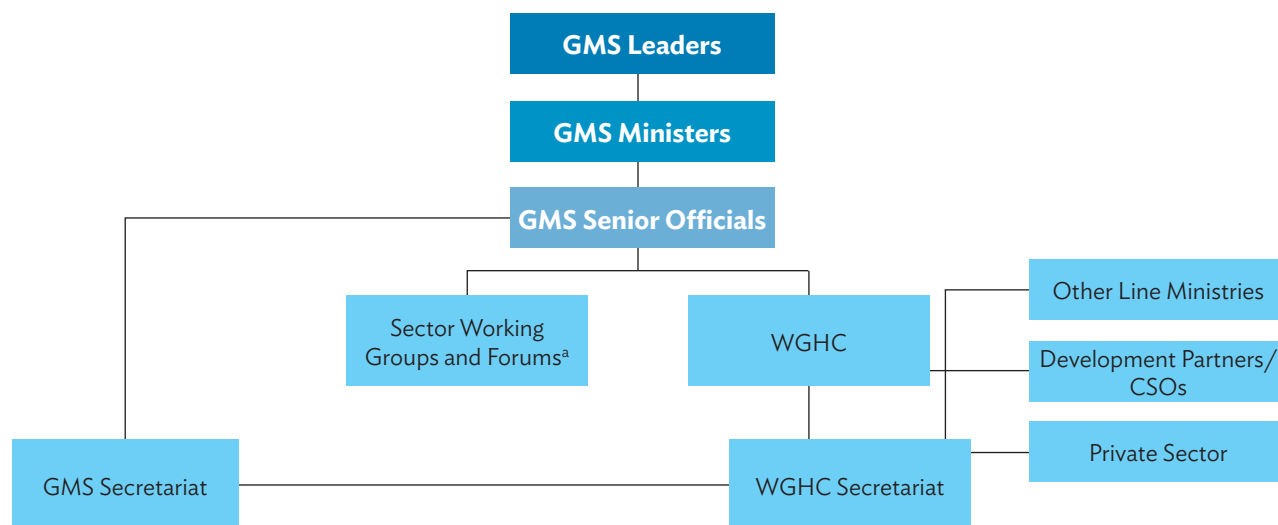 GMS Leaders
GMS Ministers
GMS Senior Officials
Sector Working
Groups and Forumsᵃ
WGHC
Other Line Ministries
Development Partners/
CSOs
Private Sector
GMS Secretariat
WGHC Secretariat